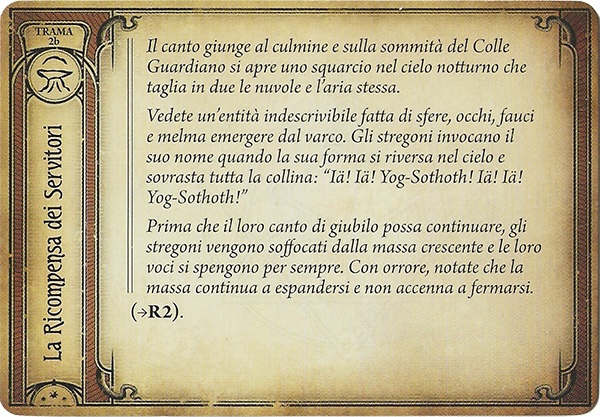 TRAMA
2b
La Ricompensa dei Servitori
Il canto giunge al culmine e sulla sommità del Colle
Guardiano si apre uno squarcio nel cielo notturno che
taglia in due le nuvole e l'aria stessa.
Vedete un'entità indescrivibile fatta di sfere, occhi, fauci
e melma emergere dal varco. Gli stregoni invocano il
suo nome quando la sua forma si riversa nel cielo e
sovrasta tutta la collina: “Iä! Iä! Yog-Sothoth! Iä! Iä!
Yog-Sothoth!”
Prima che il loro canto di giubilo possa continuare, gli
stregoni vengono soffocati dalla massa crescente e le loro
voci si spengono per sempre. Con orrore, notate che la
massa continua a espandersi e non accenna a fermarsi.
(→R2).